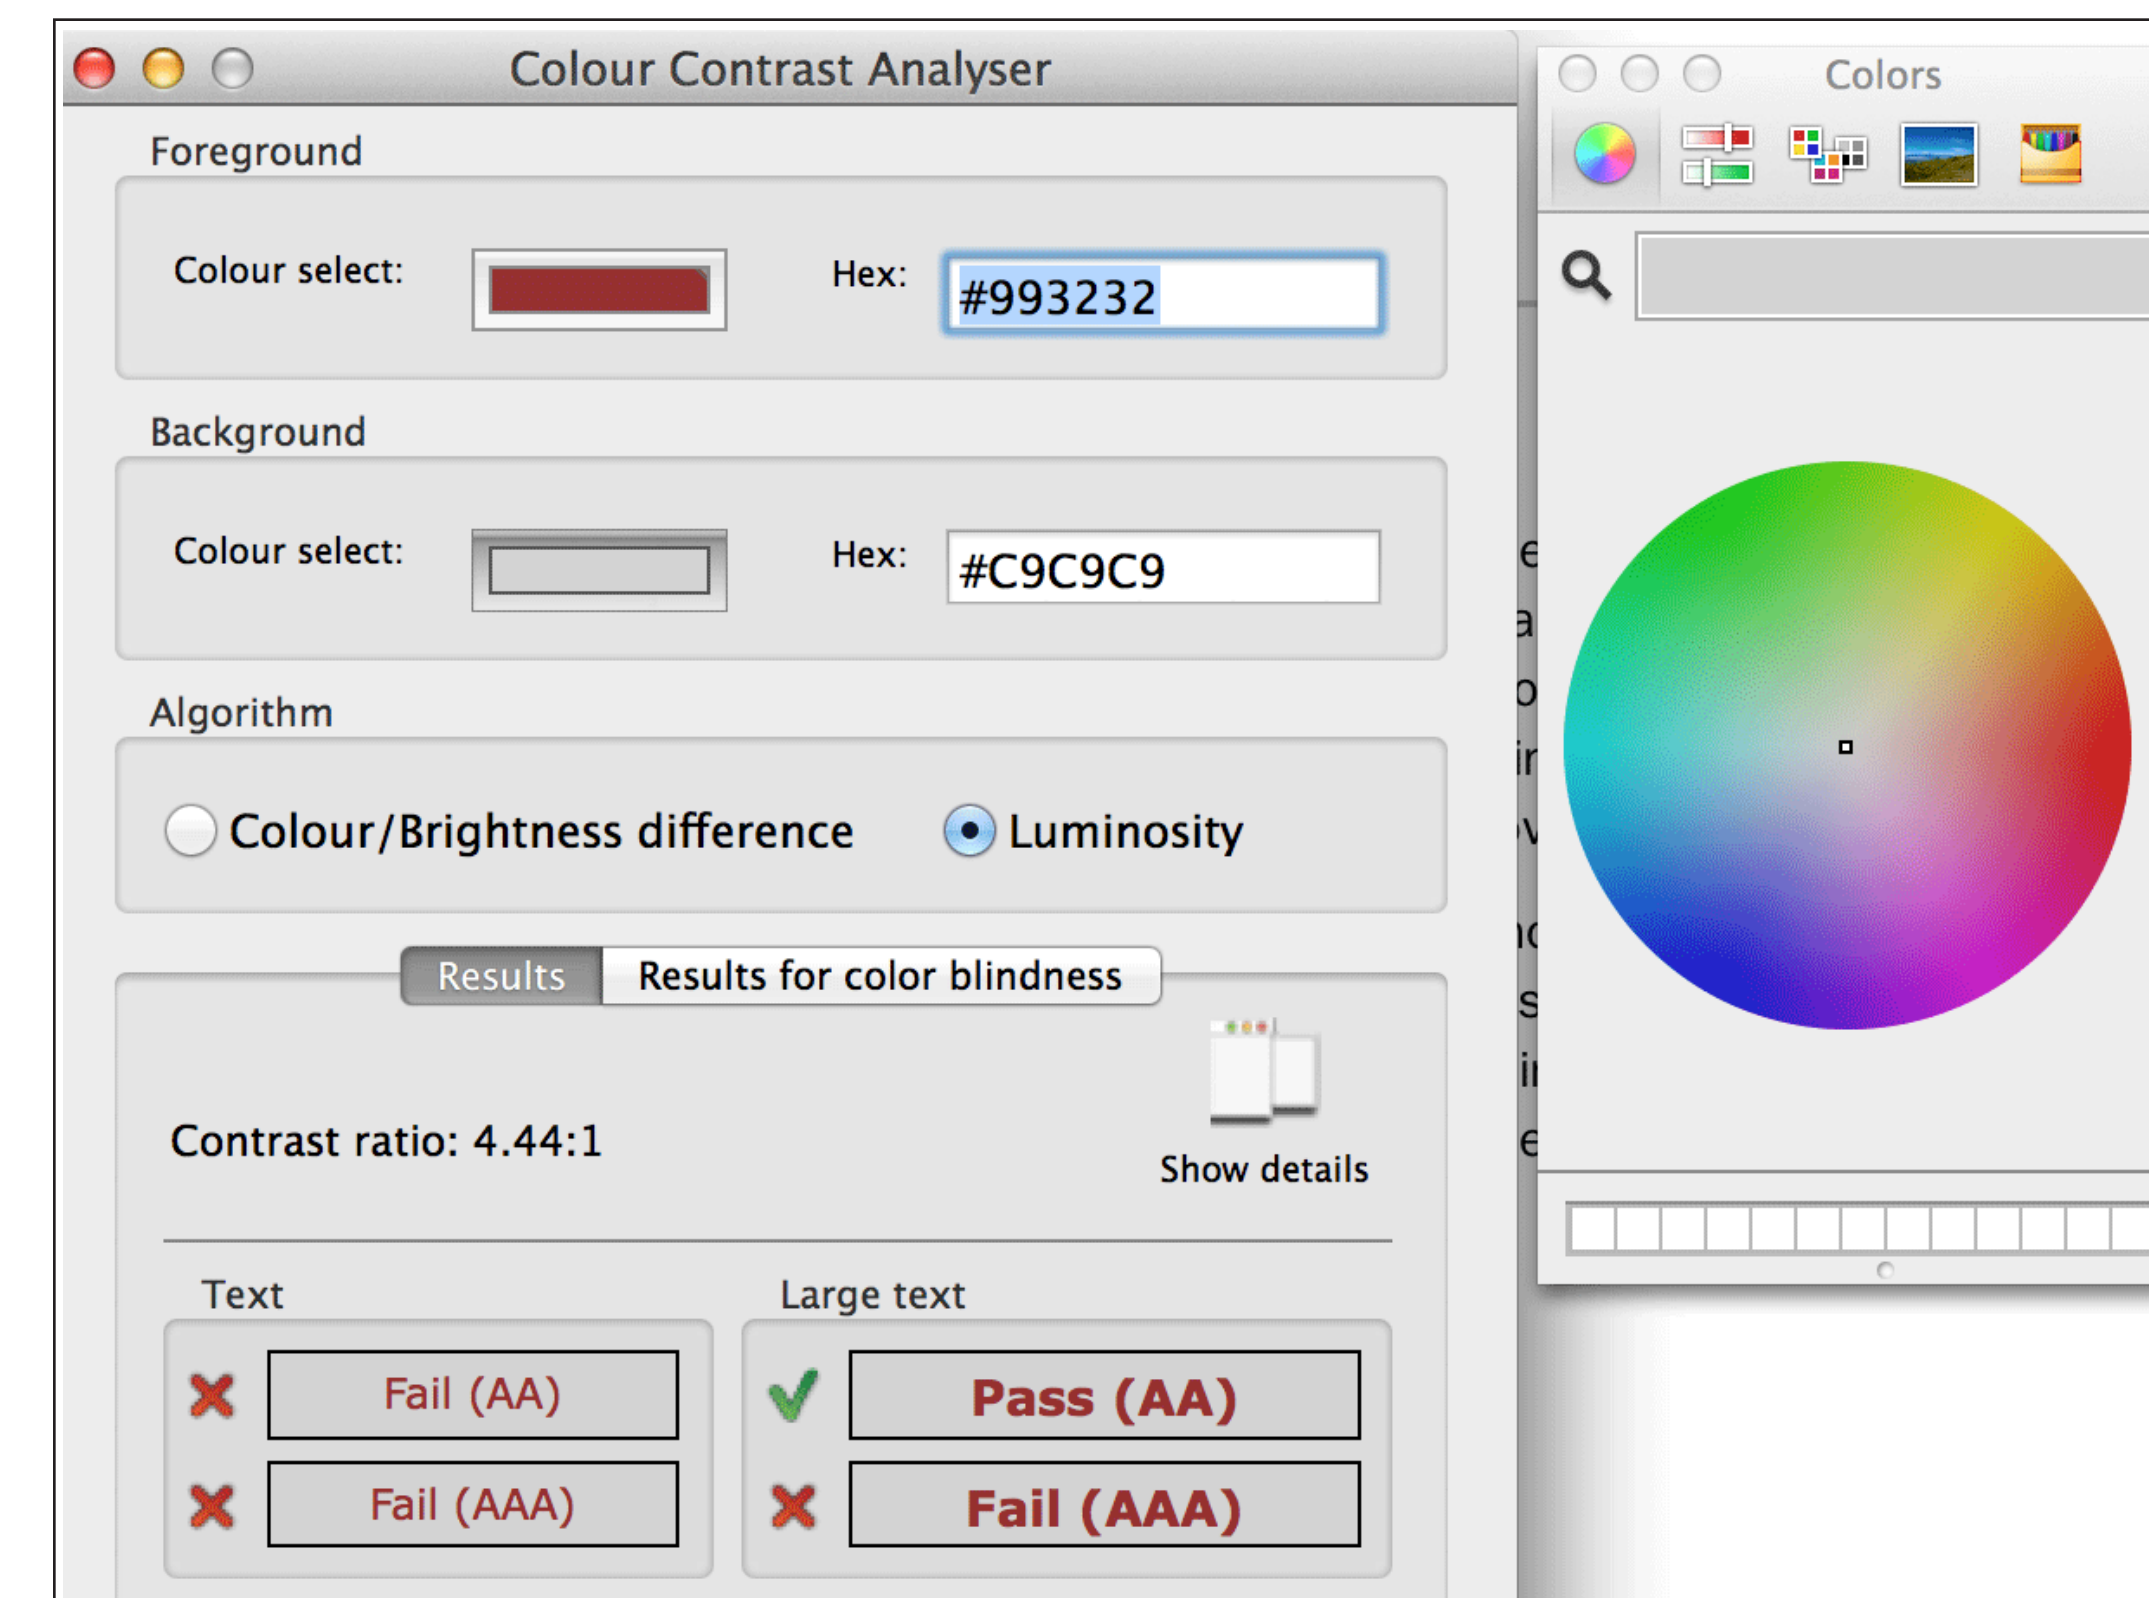 Colour Contrast Analyser
Foreground
Colour select:
Hex:
#993232
Background
Colour select:
Hex:
#C9C9C9
Algorithm
Colour/Brightness difference
Luminosity
Results
Results for color blindness
Contrast ratio: 4.44:1
Show details
Text
Large text
Fail (AA)
Pass (AA)
Fail (AAA)
Fail (AAA)
Colors